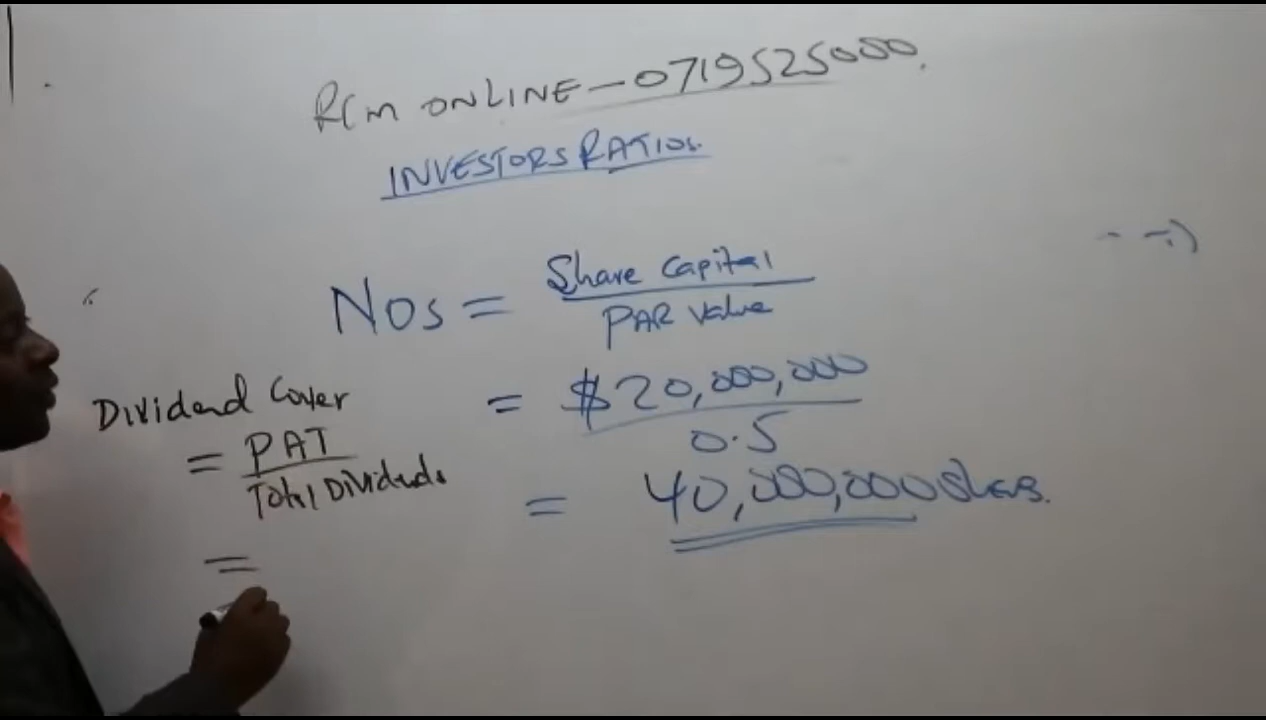 RCM ONLINE - 0719525000.
INVESTORS RATIOS.
NOS = Share Capital
PAR Value
= $20,000,000
0.5
= 40,000,000 Shares.
Dividend Cover
= PAT
Total Dividends
=